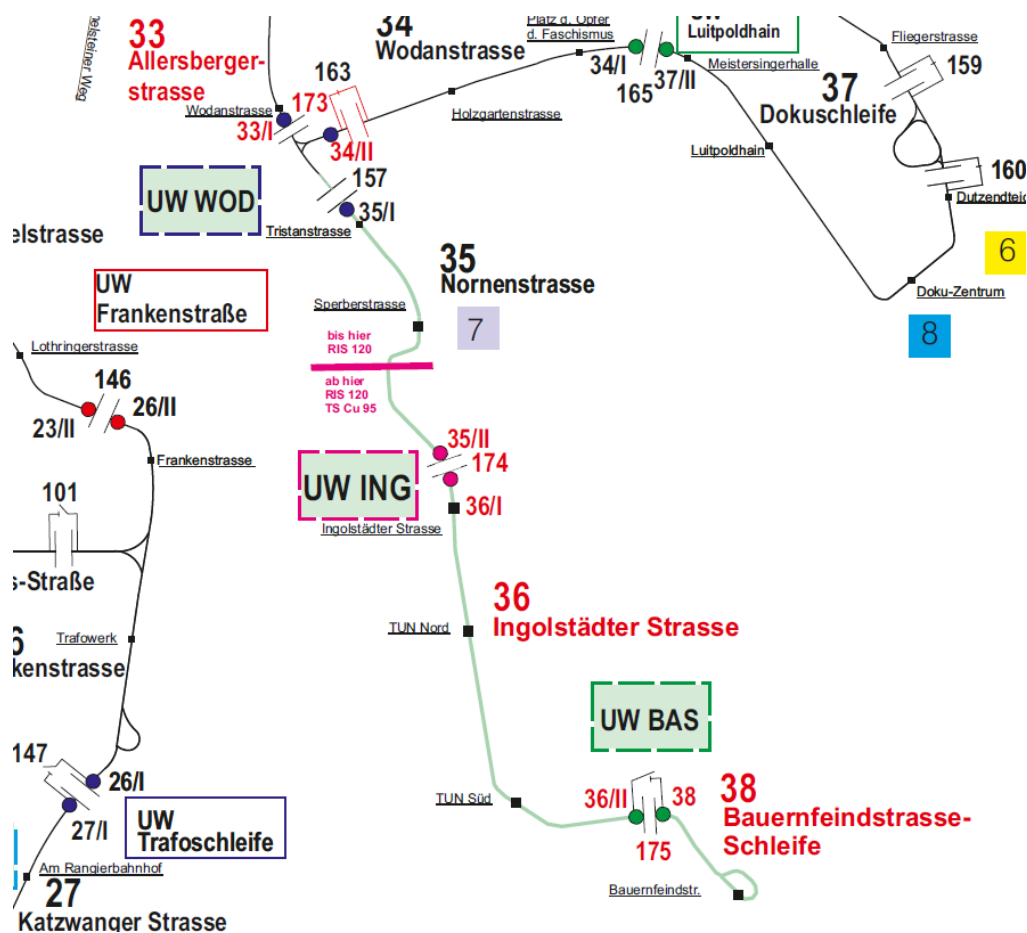 elsteiner Weg
33
Allersberger-
strasse
34
Wodanstrasse
Platz d. Opfer
d. Faschismus
UW
Luitpoldhain
Fliegerstrasse
159
163
173
34/I
165
37/II
Meistersingerhalle
37
Dokuschleife
Wodanstrasse
33/I
34/II
Holzgartenstrasse
Luitpoldhain
157
160
UW WOD
35/I
Dutzendteic
Tristanstrasse
elstrasse
35
Nornenstrasse
6
UW
Frankenstraße
Sperberstrasse
7
Doku-Zentrum
8
bis hier
RIS 120
ab hier
RIS 120
TS Cu 95
Lothringerstrasse
146
26/II
23/II
35/II
174
Frankenstrasse
UW ING
36/I
101
Ingolstädter Strasse
s-Straße
36
Ingolstädter Strasse
TUN Nord
Trafowerk
6
kenstrasse
UW BAS
147
26/I
27/I
UW
Trafoschleife
TUN Süd
36/II
38
38
Bauernfeindstrasse-
Schleife
175
Am Rangierbahnhof
27
Katzwanger Strasse
Bauernfeindstr.